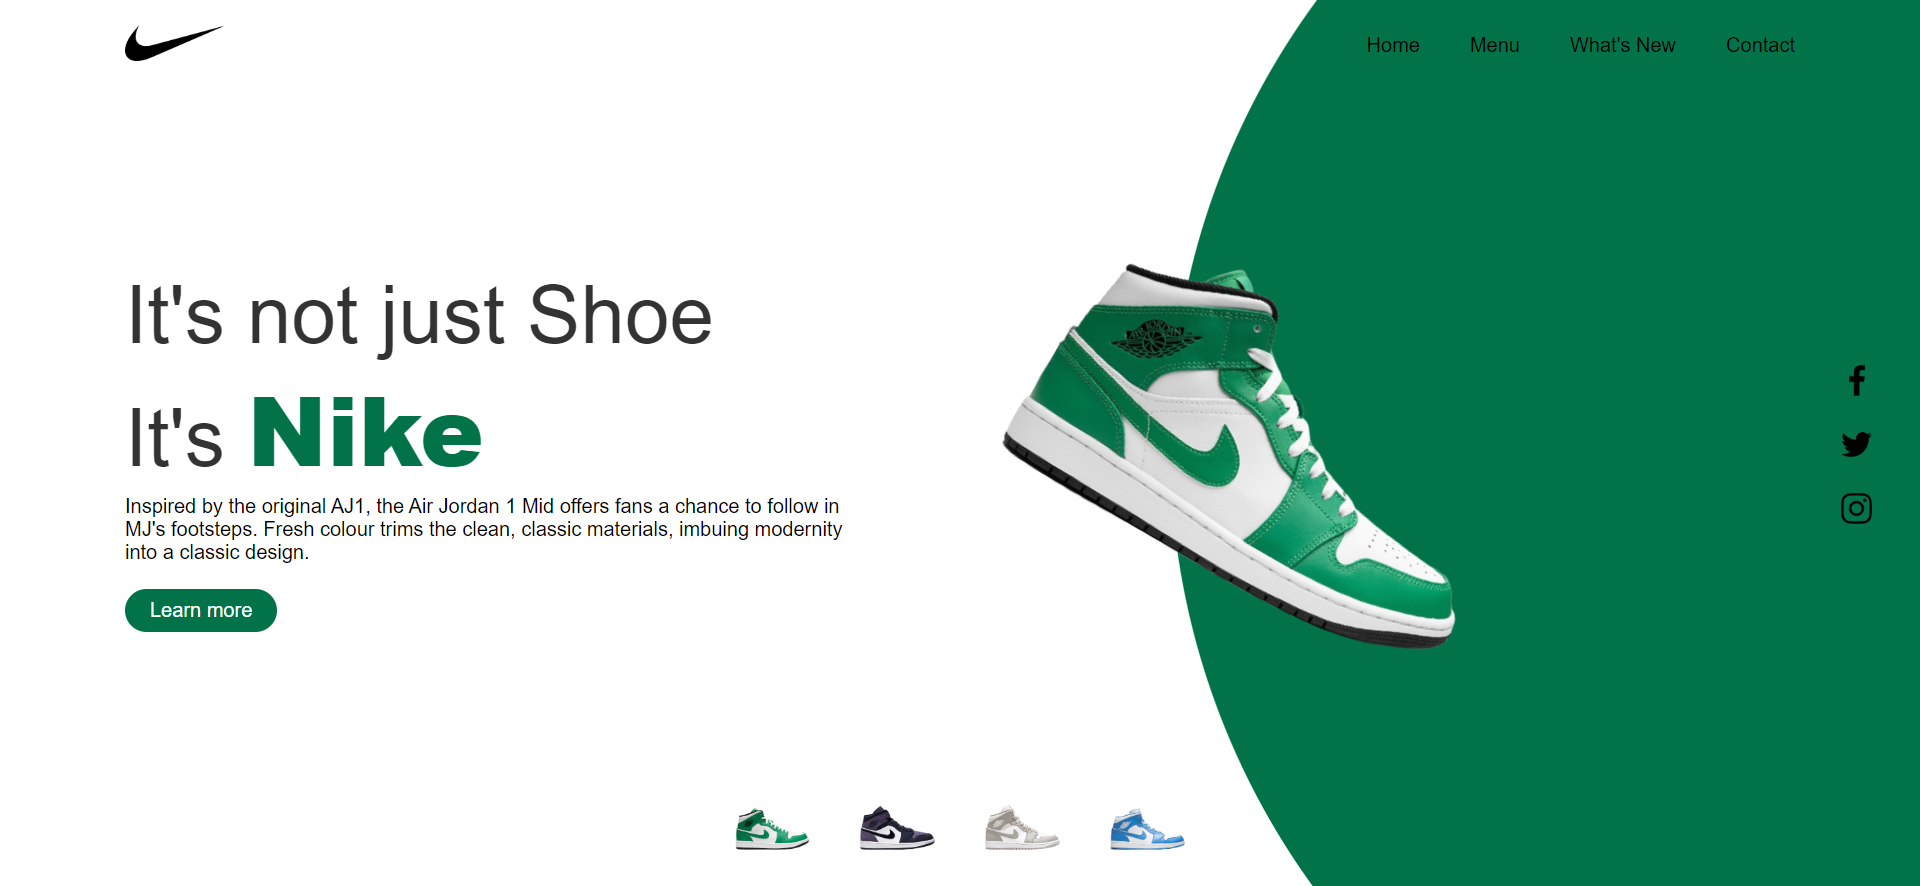 Home Menu What's New Contact
It's not just Shoe
It's Nike
Inspired by the original AJ1, the Air Jordan 1 Mid offers fans a chance to follow in
MJ's footsteps. Fresh colour trims the clean, classic materials, imbuing modernity
into a classic design.
Learn more
AIR JORDAN